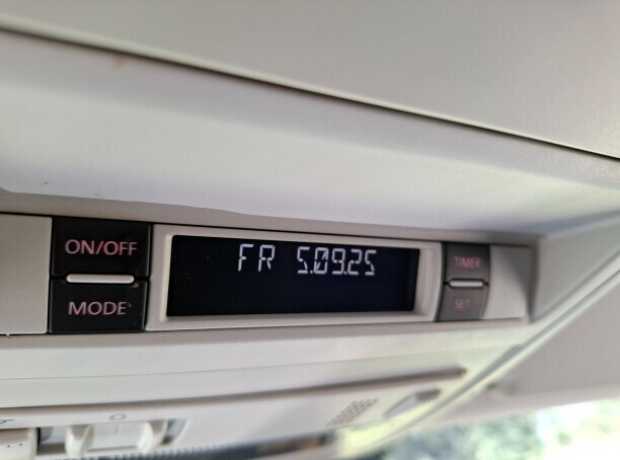 ON/OFF
MODE
FR 5.09.25
TIMER
SET